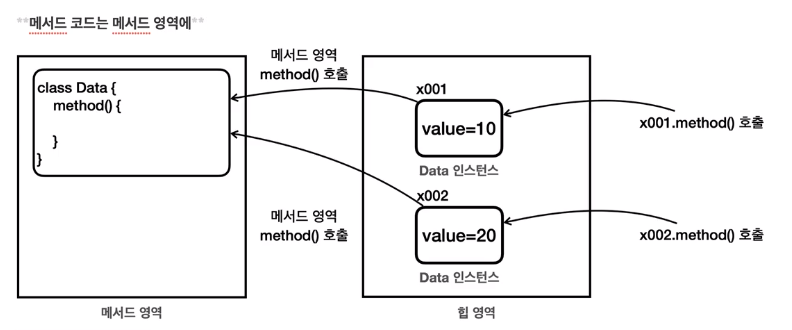 **메서드 코드는 메서드 영역에**
메서드 영역
method() 호출
class Data {
method() {
}
}
x001
value=10
Data 인스턴스
x001.method() 호출
x002
value=20
Data 인스턴스
메서드 영역
method() 호출
x002.method() 호출
메서드 영역
힙 영역